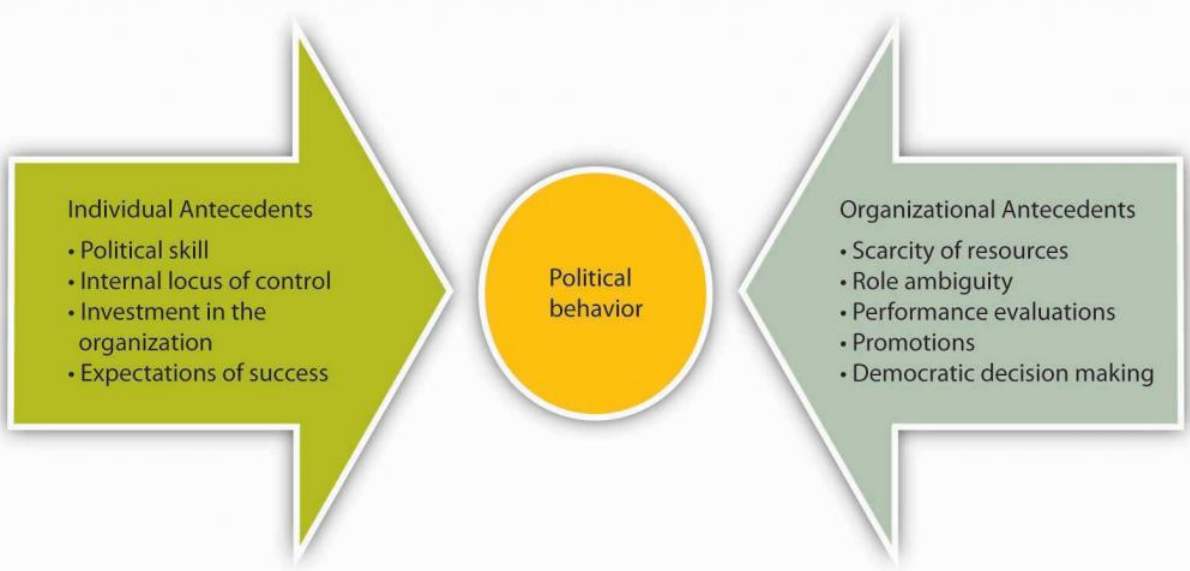 Individual Antecedents
• Political skill
• Internal locus of control
• Investment in the
organization
• Expectations of success
Political
behavior
Organizational Antecedents
• Scarcity of resources
• Role ambiguity
• Performance evaluations
• Promotions
• Democratic decision making